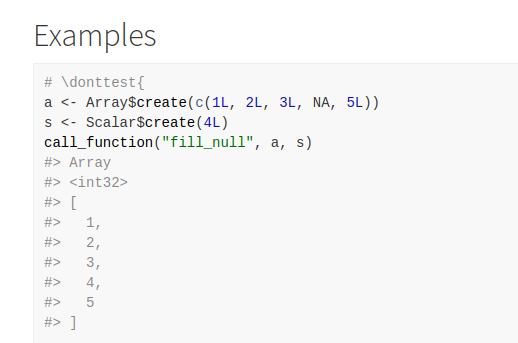 Examples
# \donttest{
a <- Array$create(c(1L, 2L, 3L, NA, 5L))
s <- Scalar$create(4L)
call_function("fill_null", a, s)
#> Array
#> <int32>
#> [
#>   1,
#>   2,
#>   3,
#>   4,
#>   5
#> ]